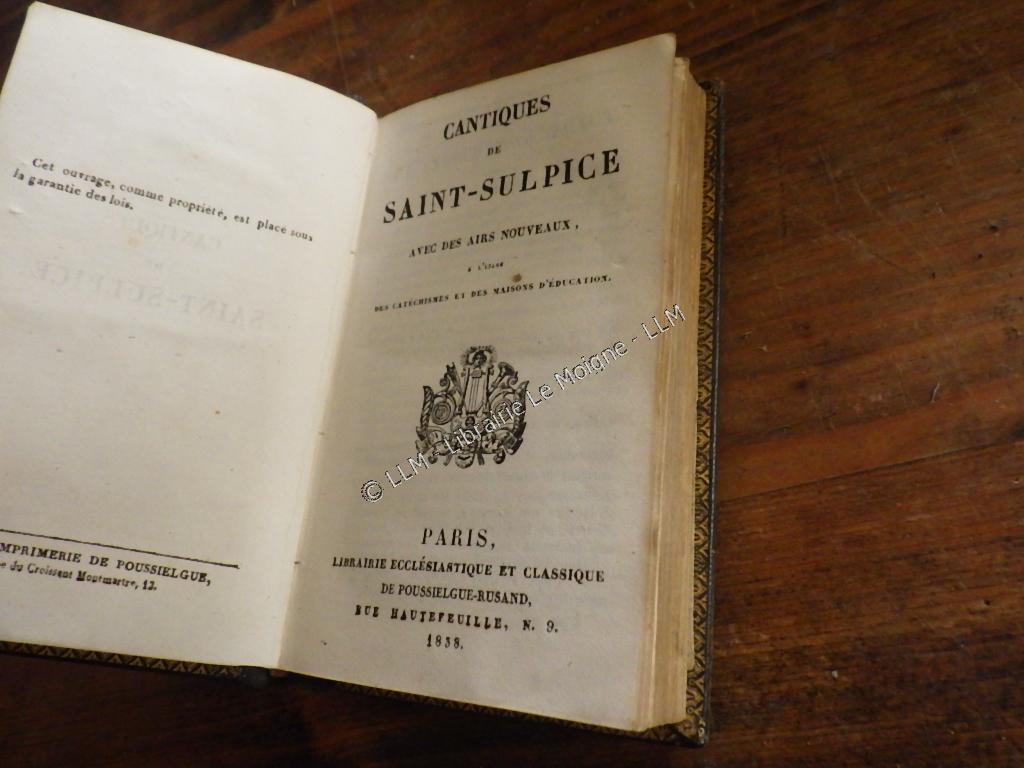 Cet ouvrage, comme propriété, est placé sous
la garantie des lois.
IMPRIMERIE DE POUSSIELGUE,
du Croissant Montmartre, 12.
CANTIQUES
DE
SAINT-SULPICE
AVEC DES AIRS NOUVEAUX,
A L'USAGE
DES CATÉCHISMES ET DES MAISONS D'ÉDUCATION.
© LLM - Librairie Le Moigne - LLM
PARIS,
LIBRAIRIE ECCLÉSIASTIQUE ET CLASSIQUE
DE POUSSIELGUE-RUSAND,
RUE HAUTEFEUILLE, N. 9.
1838.